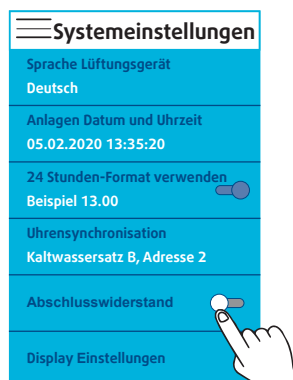 Systemeinstellungen
Sprache Lüftungsgerät
Deutsch
Anlagen Datum und Uhrzeit
05.02.2020 13:35:20
24 Stunden-Format verwenden
Beispiel 13.00
Uhrensynchronisation
Kaltwassersatz B, Adresse 2
Abschlusswiderstand
Display Einstellungen